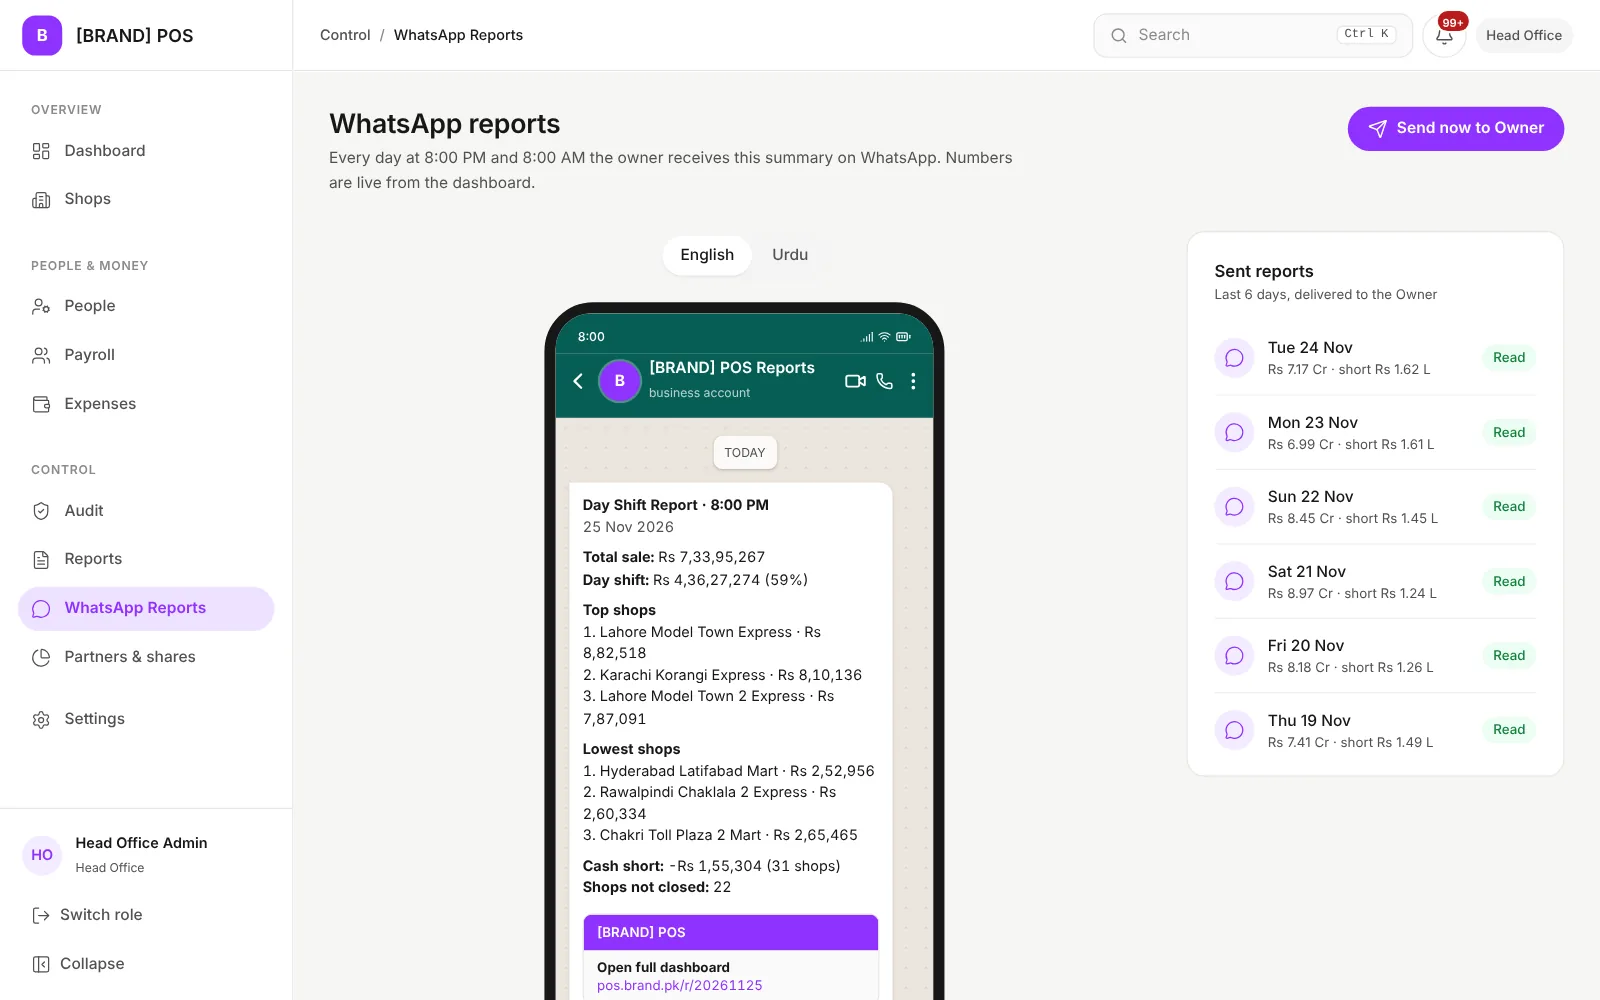 B [BRAND] POS
OVERVIEW
Dashboard
Shops
PEOPLE & MONEY
People
Payroll
Expenses
CONTROL
Audit
Reports
WhatsApp Reports
Partners & shares
Settings
HO
Head Office Admin
Head Office
Switch role
Collapse
Control / WhatsApp Reports
Search
Ctrl K
99+
Head Office
WhatsApp reports
Every day at 8:00 PM and 8:00 AM the owner receives this summary on WhatsApp. Numbers
are live from the dashboard.
Send now to Owner
English
Urdu
8:00
B
[BRAND] POS Reports
business account
TODAY
Day Shift Report · 8:00 PM
25 Nov 2026
Total sale: Rs 7,33,95,267
Day shift: Rs 4,36,27,274 (59%)
Top shops
1. Lahore Model Town Express · Rs
8,82,518
2. Karachi Korangi Express · Rs 8,10,136
3. Lahore Model Town 2 Express · Rs
7,87,091
Lowest shops
1. Hyderabad Latifabad Mart · Rs 2,52,956
2. Rawalpindi Chaklala 2 Express · Rs
2,60,334
3. Chakri Toll Plaza 2 Mart · Rs 2,65,465
Cash short: -Rs 1,55,304 (31 shops)
Shops not closed: 22
[BRAND] POS
Open full dashboard
pos.brand.pk/r/20261125
Sent reports
Last 6 days, delivered to the Owner
Tue 24 Nov
Rs 7.17 Cr · short Rs 1.62 L
Read
Mon 23 Nov
Rs 6.99 Cr · short Rs 1.61 L
Read
Sun 22 Nov
Rs 8.45 Cr · short Rs 1.45 L
Read
Sat 21 Nov
Rs 8.97 Cr · short Rs 1.24 L
Read
Fri 20 Nov
Rs 8.18 Cr · short Rs 1.26 L
Read
Thu 19 Nov
Rs 7.41 Cr · short Rs 1.49 L
Read